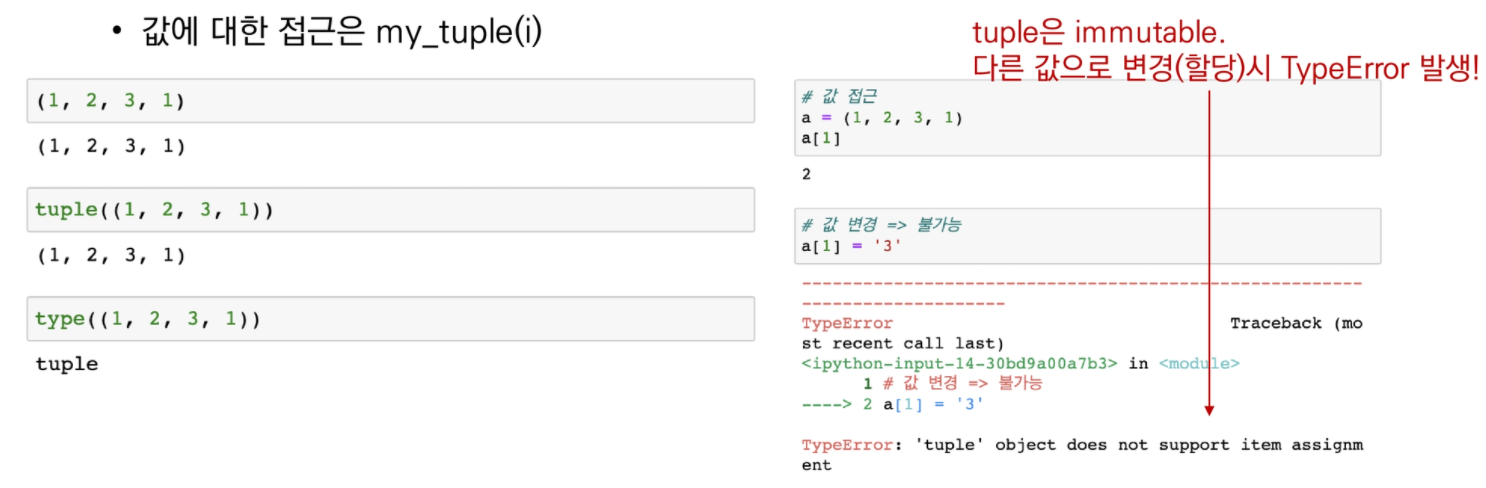 • 값에 대한 접근은 my_tuple(i)
(1, 2, 3, 1)
(1, 2, 3, 1)
tuple((1, 2, 3, 1))
(1, 2, 3, 1)
type((1, 2, 3, 1))
tuple
tuple은 immutable.
다른 값으로 변경(할당)시 TypeError 발생!
# 값 접근
a = (1, 2, 3, 1)
a[1]
2
# 값 변경 => 불가능
a[1] = '3'
---------------------------------------------------------------------------
TypeError Traceback (mo
st recent call last)
<ipython-input-14-30bd9a00a7b3> in <module>
1 # 값 변경 => 불가능
----> 2 a[1] = '3'
TypeError: 'tuple' object does not support item assignm
ent